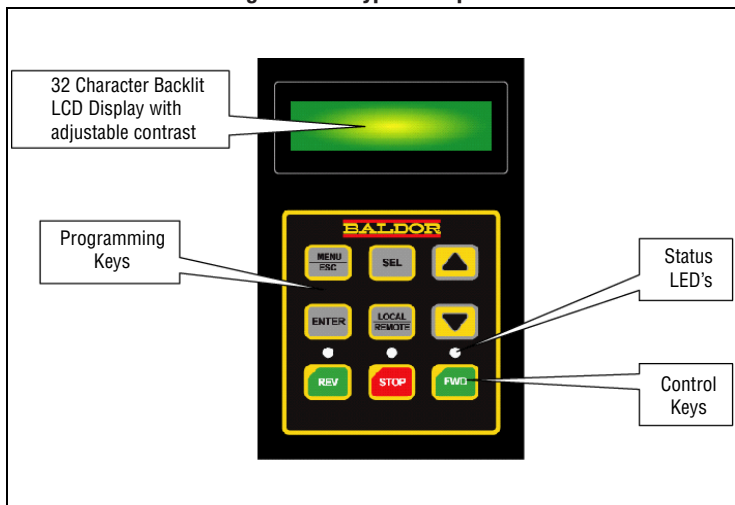 32 Character Backlit
LCD Display with
adjustable contrast
BALDOR
Programming
Keys
MENU
ESC
SEL
Status
LED's
ENTER
LOCAL
REMOTE
REV
STOP
FWD
Control
Keys